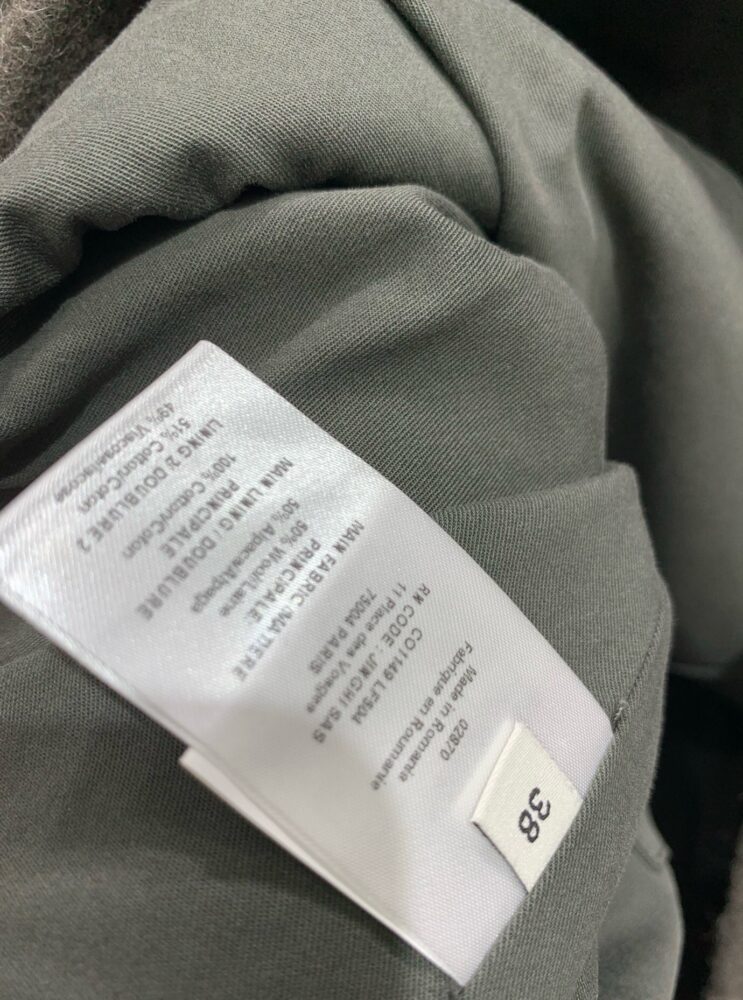 38
02870
Made in Romania
Fabrique en Roumanie
CO1149 LF504
RW CODE : JINGHI SAS
11 Place des Vosges
75004 PARIS
MAIN FABRIC/MATIERE
PRINCIPALE
50% Wool/Laine
50% Alpaca/Alpaga
MAIN LINING / DOUBLURE
PRINCIPALE
100% Cotton/Coton
LINING 2/ DOUBLURE 2
51% Cotton/Coton
49% Viscose/Viscose